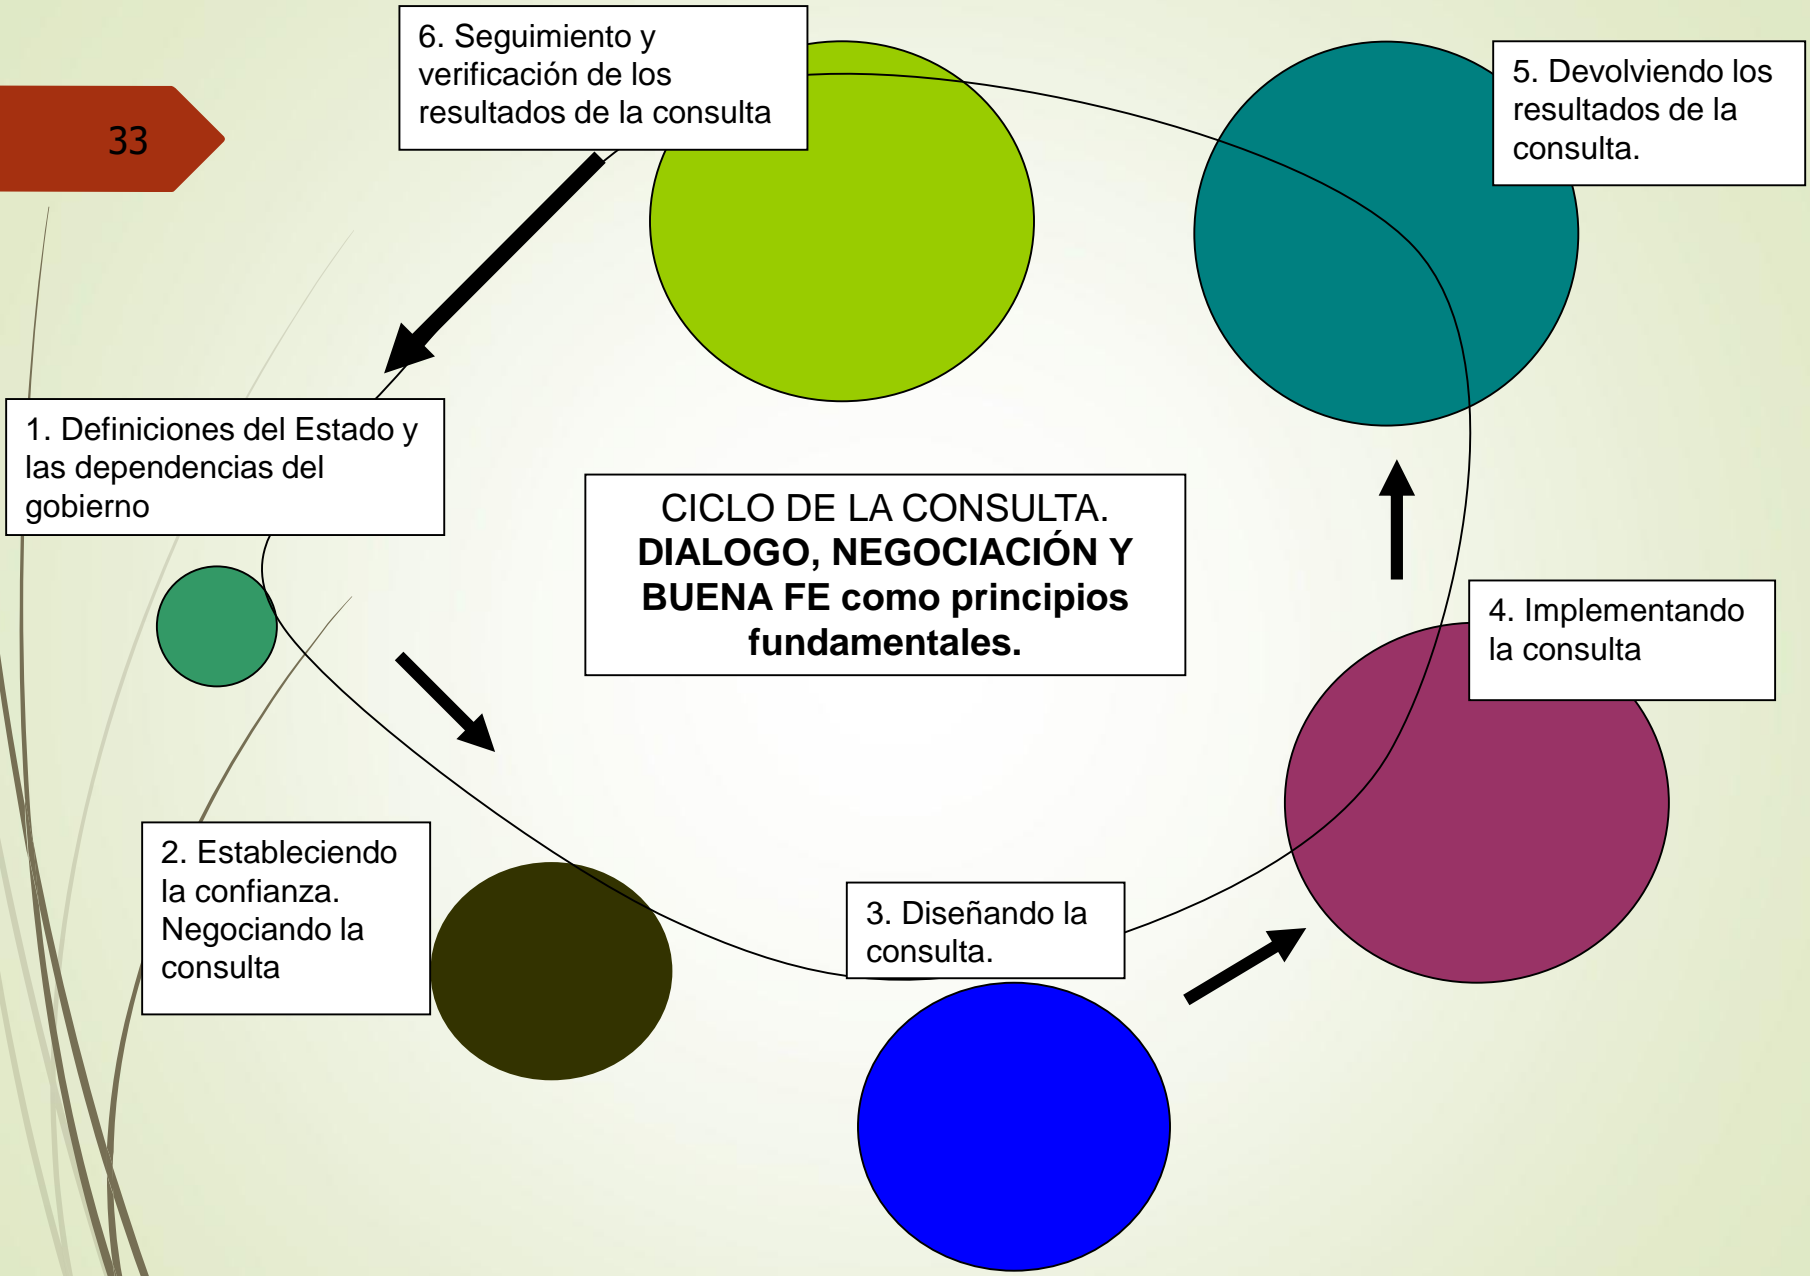 33
6. Seguimiento y
verificación de los
resultados de la consulta
5. Devolviendo los
resultados de la
consulta.
1. Definiciones del Estado y
las dependencias del
gobierno
CICLO DE LA CONSULTA.
DIALOGO, NEGOCIACIÓN Y
BUENA FE como principios
fundamentales.
4. Implementando
la consulta
2. Estableciendo
la confianza.
Negociando la
consulta
3. Diseñando la
consulta.